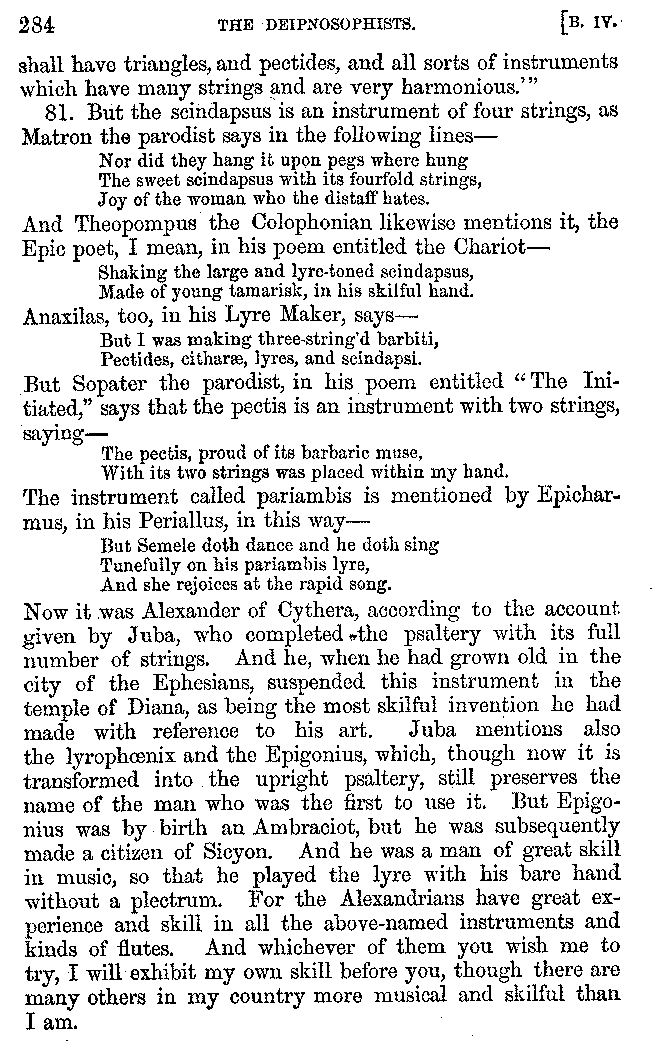 284 THE DEIPNOSOPHISTS. [B. IV.
shall have triangles, and pectides, and all sorts of instruments
which have many strings and are very harmonious.'"
81. But the scindapsus is an instrument of four strings, as
Matron the parodist says in the following lines—
Nor did they hang it upon pegs where hung
The sweet scindapsus with its fourfold strings,
Joy of the woman who the distaff hates.
And Theopompus the Colophonian likewise mentions it, the
Epic poet, I mean, in his poem entitled the Chariot—
Shaking the large and lyre-toned scindapsus,
Made of young tamarisk, in his skilful hand.
Anaxilas, too, in his Lyre Maker, says—
But I was making three-string'd barbiti,
Pectides, citharæ, lyres, and scindapsi.
But Sopater the parodist, in his poem entitled "The Ini-
tiated," says that the pectis is an instrument with two strings,
saying—
The pectis, proud of its barbaric muse,
With its two strings was placed within my hand.
The instrument called pariambis is mentioned by Epichar-
mus, in his Periallus, in this way—
But Semele doth dance and he doth sing
Tunefully on his pariambis lyre,
And she rejoices at the rapid song.
Now it was Alexander of Cythera, according to the account
given by Juba, who completed the psaltery with its full
number of strings. And he, when he had grown old in the
city of the Ephesians, suspended this instrument in the
temple of Diana, as being the most skilful invention he had
made with reference to his art. Juba mentions also
the lyrophœnix and the Epigonius, which, though now it is
transformed into the upright psaltery, still preserves the
name of the man who was the first to use it. But Epigo-
nius was by birth an Ambraciot, but he was subsequently
made a citizen of Sicyon. And he was a man of great skill
in music, so that he played the lyre with his bare hand
without a plectrum. For the Alexandrians have great ex-
perience and skill in all the above-named instruments and
kinds of flutes. And whichever of them you wish me to
try, I will exhibit my own skill before you, though there are
many others in my country more musical and skilful than
I am.